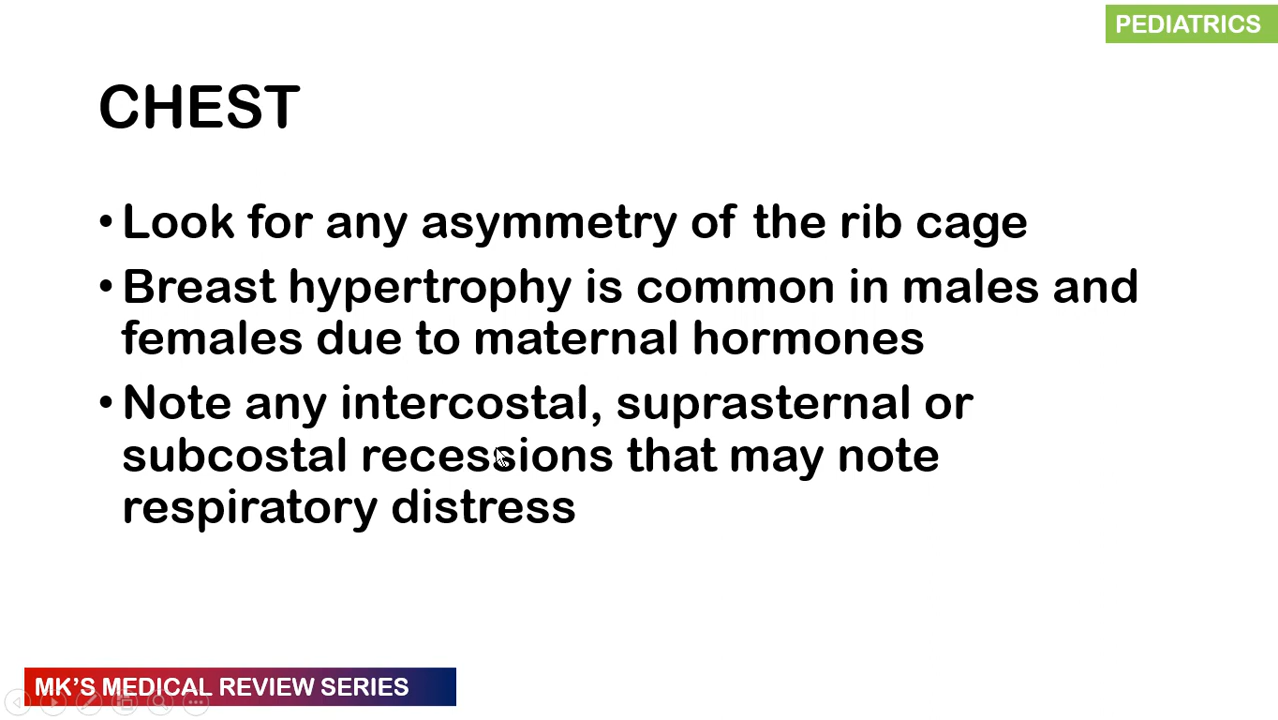 PEDIATRICS
CHEST
• Look for any asymmetry of the rib cage
• Breast hypertrophy is common in males and
females due to maternal hormones
• Note any intercostal, suprasternal or
subcostal recessions that may note
respiratory distress
MK'S MEDICAL REVIEW SERIES